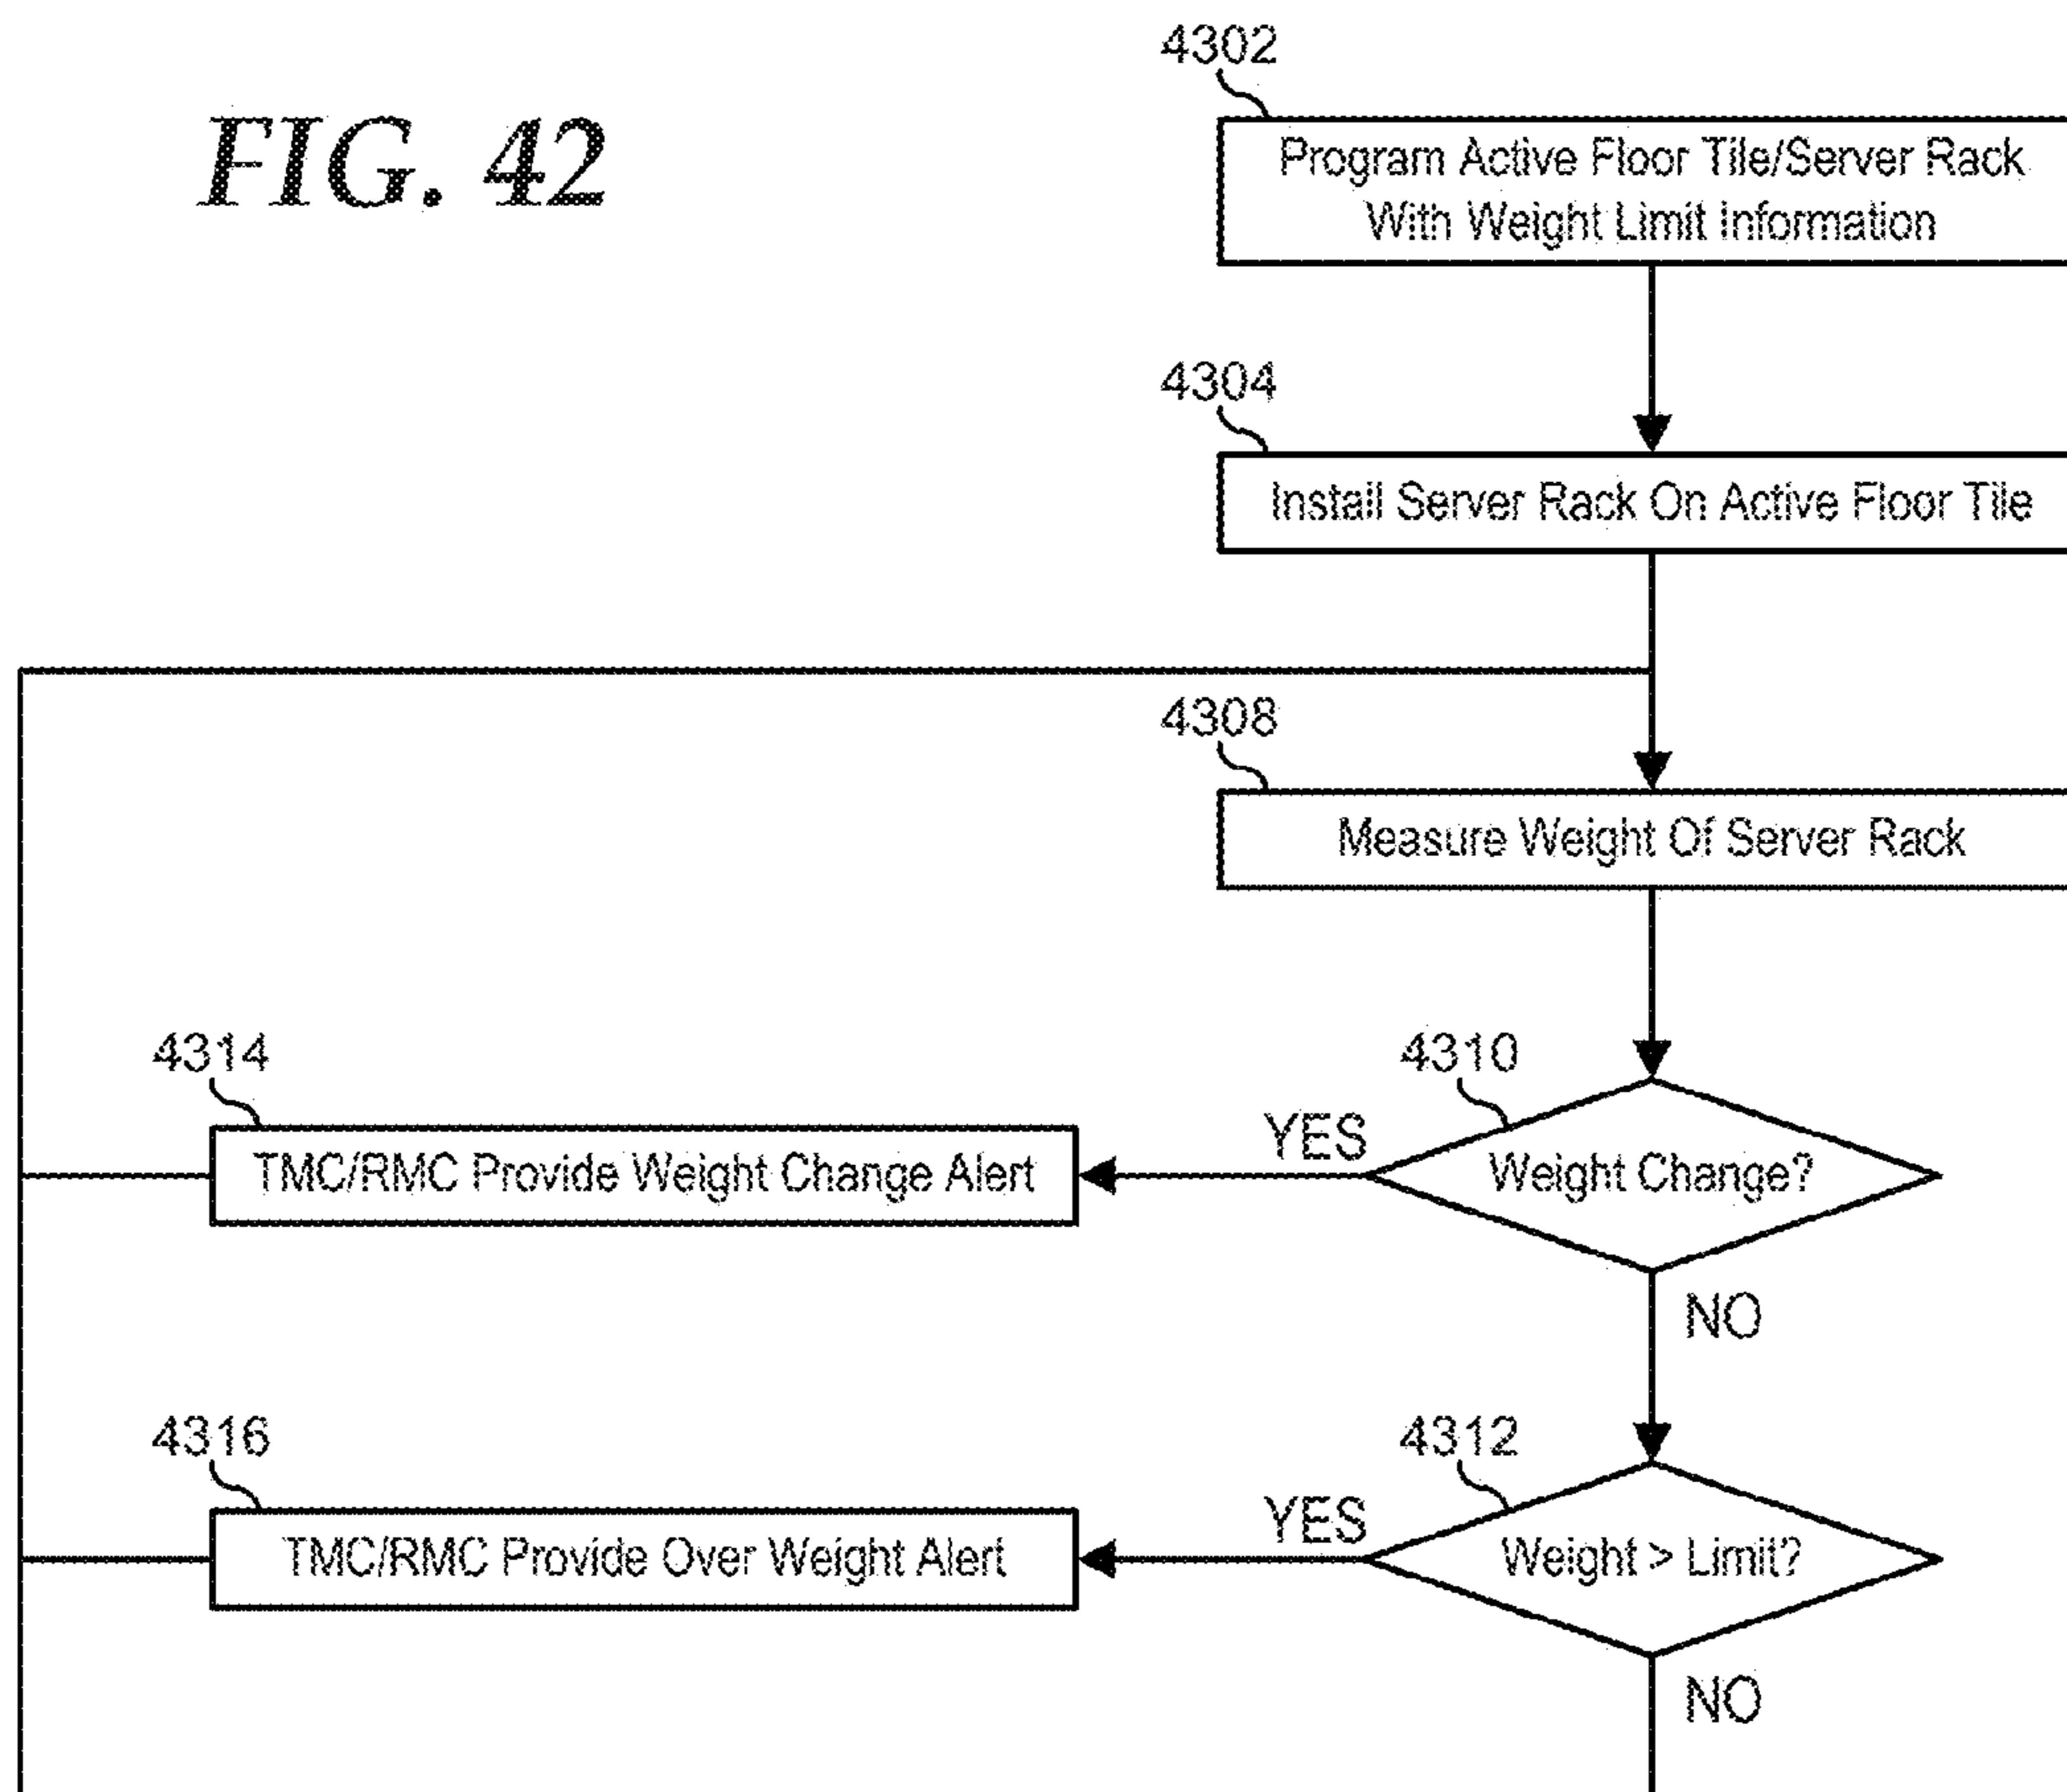 FIG. 42
4302
Program Active Floor Tile/Server Rack
With Weight Limit Information
4304
Install Server Rack On Active Floor Tile
4308
Measure Weight Of Server Rack
4314
TMC/RMC Provide Weight Change Alert
YES
4310
Weight Change?
NO
4316
TMC/RMC Provide Over Weight Alert
YES
4312
Weight > Limit?
NO